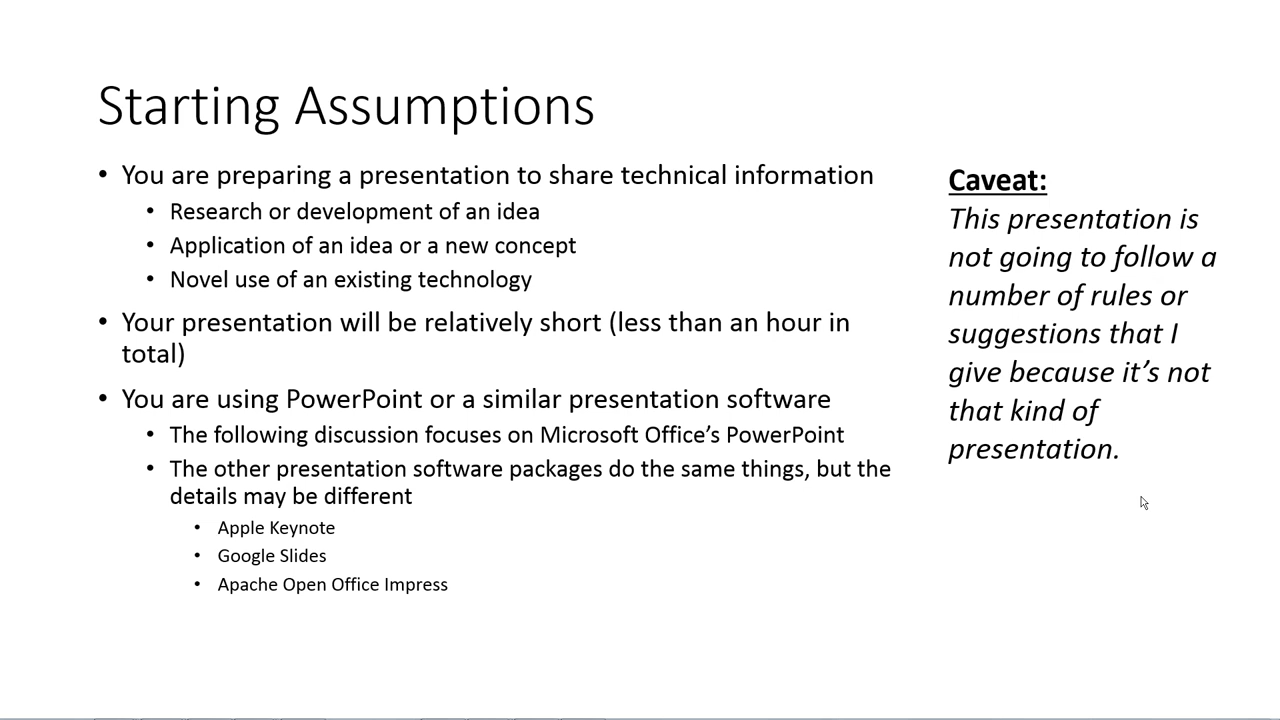 Starting Assumptions
• You are preparing a presentation to share technical information
• Research or development of an idea
• Application of an idea or a new concept
• Novel use of an existing technology
• Your presentation will be relatively short (less than an hour in
total)
• You are using PowerPoint or a similar presentation software
• The following discussion focuses on Microsoft Office’s PowerPoint
• The other presentation software packages do the same things, but the
details may be different
• Apple Keynote
• Google Slides
• Apache Open Office Impress
Caveat:
This presentation is
not going to follow a
number of rules or
suggestions that I
give because it’s not
that kind of
presentation.